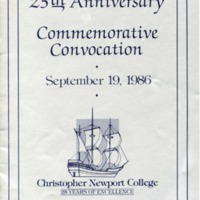 25th Anniversary
Commemorative
Convocation
September 19, 1986
Christopher Newport College
25 YEARS OF EXCELLENCE